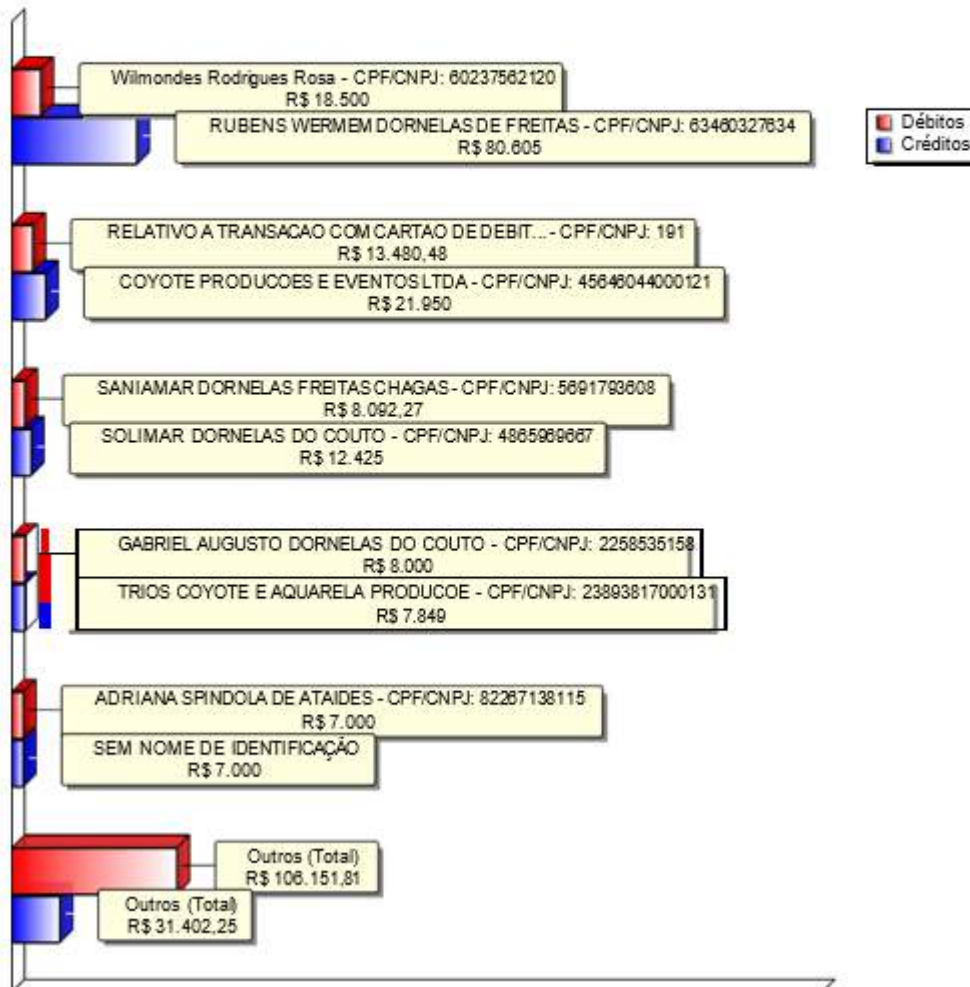 Wilmondes Rodrigues Rosa - CPF/CNPJ: 60237562120
R$ 18.500
RUBENS WERMEM DORNELAS DE FREITAS - CPF/CNPJ: 63460327634
R$ 80.605
Débitos
Créditos
RELATIVO A TRANSACAO COM CARTAO DE DEBIT... - CPF/CNPJ: 191
R$ 13.480,48
COYOTE PRODUCOES E EVENTOS LTDA - CPF/CNPJ: 45646044000121
R$ 21.950
SANIAMAR DORNELAS FREITAS CHAGAS - CPF/CNPJ: 5691793608
R$ 8.092,27
SOLIMAR DORNELAS DO COUTO - CPF/CNPJ: 4865969667
R$ 12.425
GABRIEL AUGUSTO DORNELAS DO COUTO - CPF/CNPJ: 2258535158
R$ 8.000
TRIOS COYOTE E AQUARELA PRODUCOE - CPF/CNPJ: 23893817000131
R$ 7.849
ADRIANA SPINDOLA DE ATAIDES - CPF/CNPJ: 82267138115
R$ 7.000
SEM NOME DE IDENTIFICAÇÃO
R$ 7.000
Outros (Total)
R$ 106.151,81
Outros (Total)
R$ 31.402,25